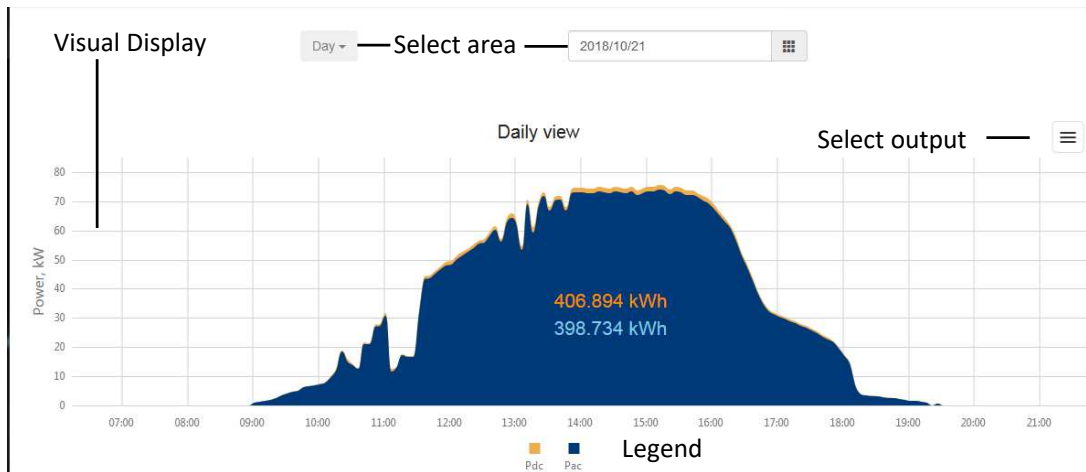 Visual Display
Day
Select area
2018/10/21
Daily view
Select output
80
70
60
50
40
30
20
10
0
Power, kW
406.894 kWh
398.734 kWh
07:00 08:00 09:00 10:00 11:00 12:00 13:00 14:00 15:00 16:00 17:00 18:00 19:00 20:00 21:00
Pdc Pac
Legend